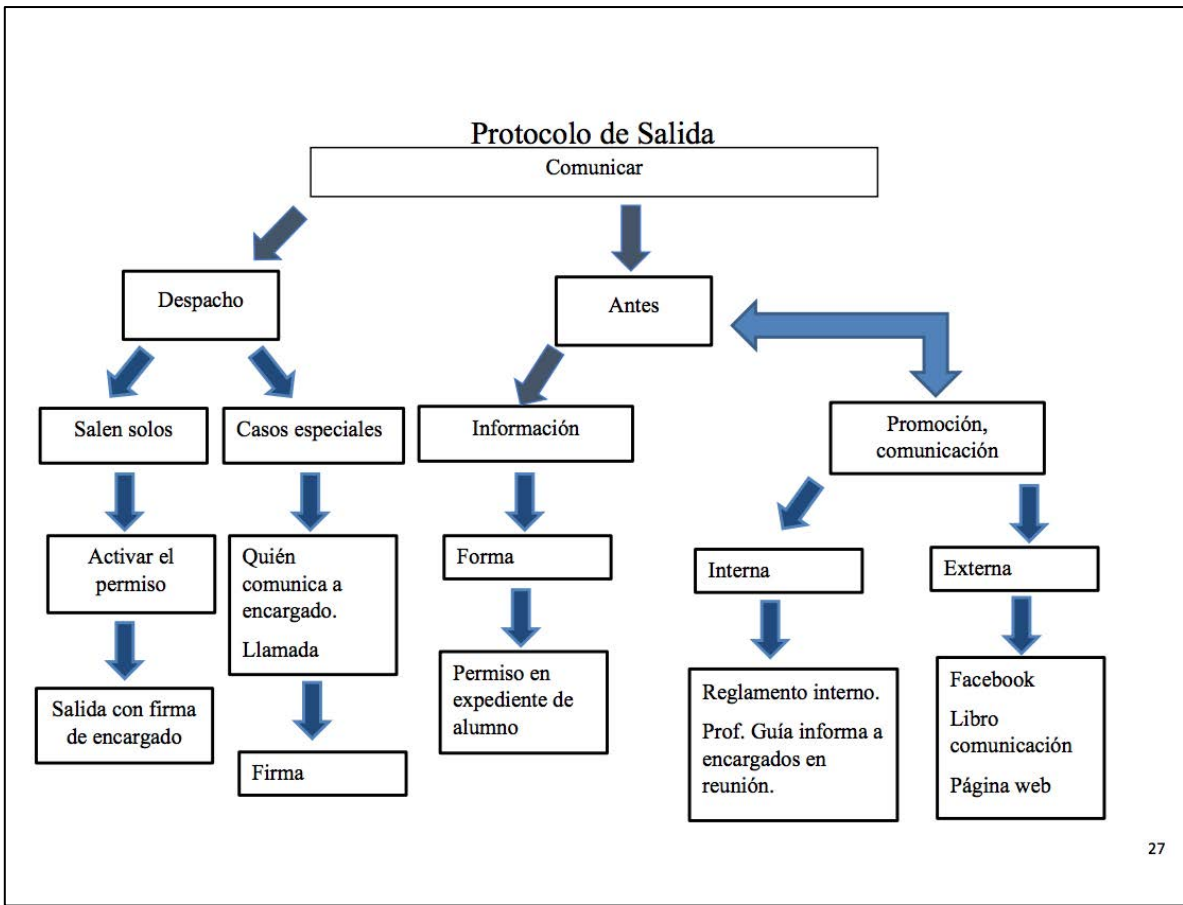 Protocolo de Salida
Comunicar
Despacho
Antes
Salen solos
Casos especiales
Información
Promoción,
comunicación
Activar el
permiso
Quién
comunica a
encargado.
Llamada
Forma
Interna
Externa
Salida con firma
de encargado
Firma
Permiso en
expediente de
alumno
Reglamento interno.
Prof. Guía informa a
encargados en
reunión.
Facebook
Libro
comunicación
Página web
27